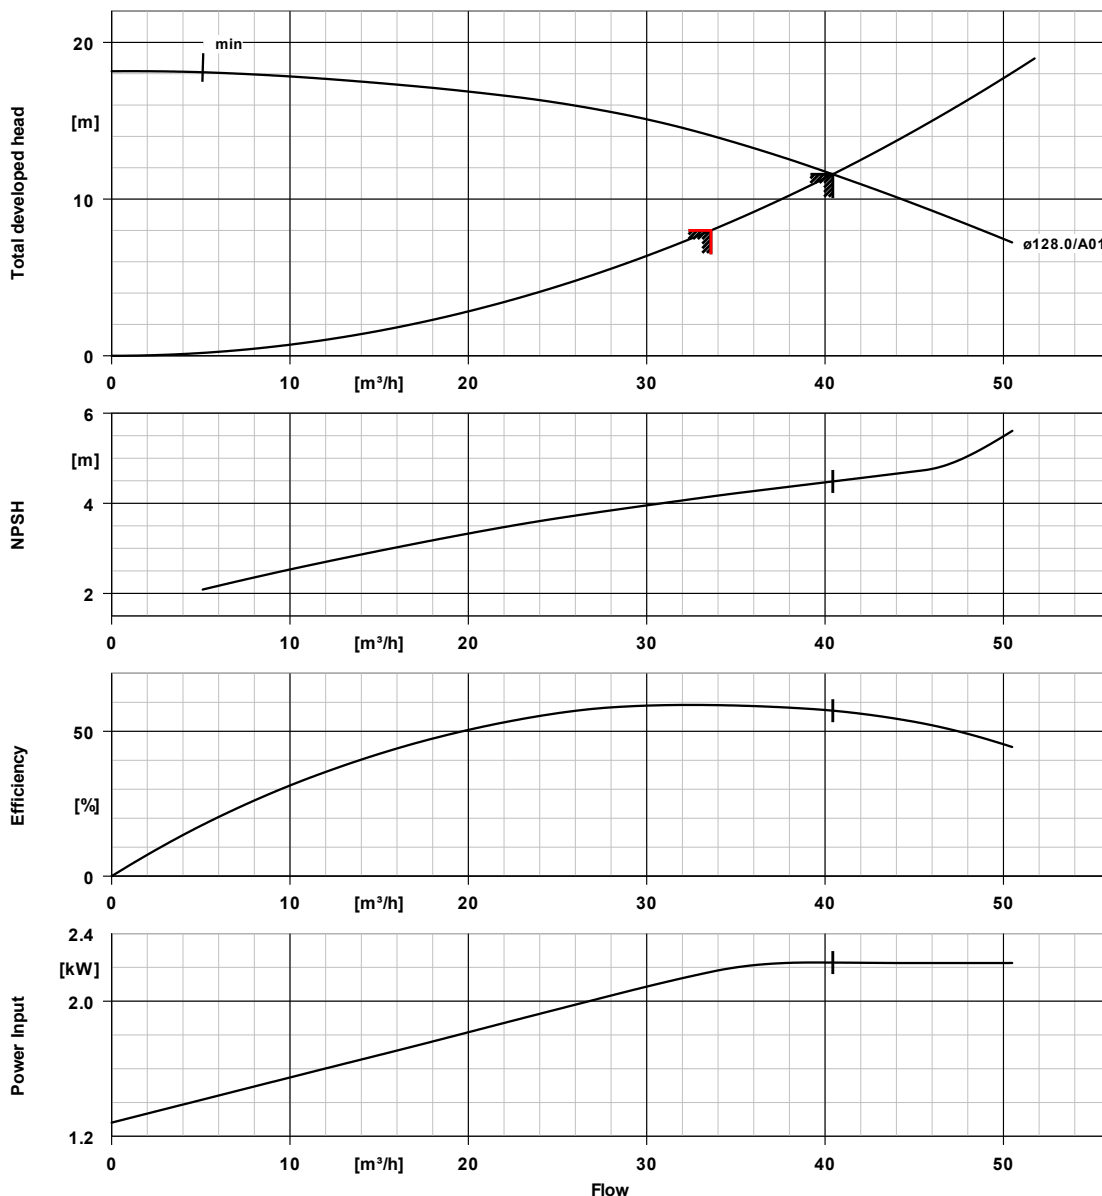 20
min
[m]
10
0
ø128.0/A01
0 10 [m³/h] 20 30 40 50
Total developed head
6
[m]
4
2
0 10 [m³/h] 20 30 40 50
NPSH
50
[%]
0
0 10 [m³/h] 20 30 40 50
Efficiency
2.4
[kW]
2.0
1.2
0 10 [m³/h] 20 30 40 50
Power Input
Flow